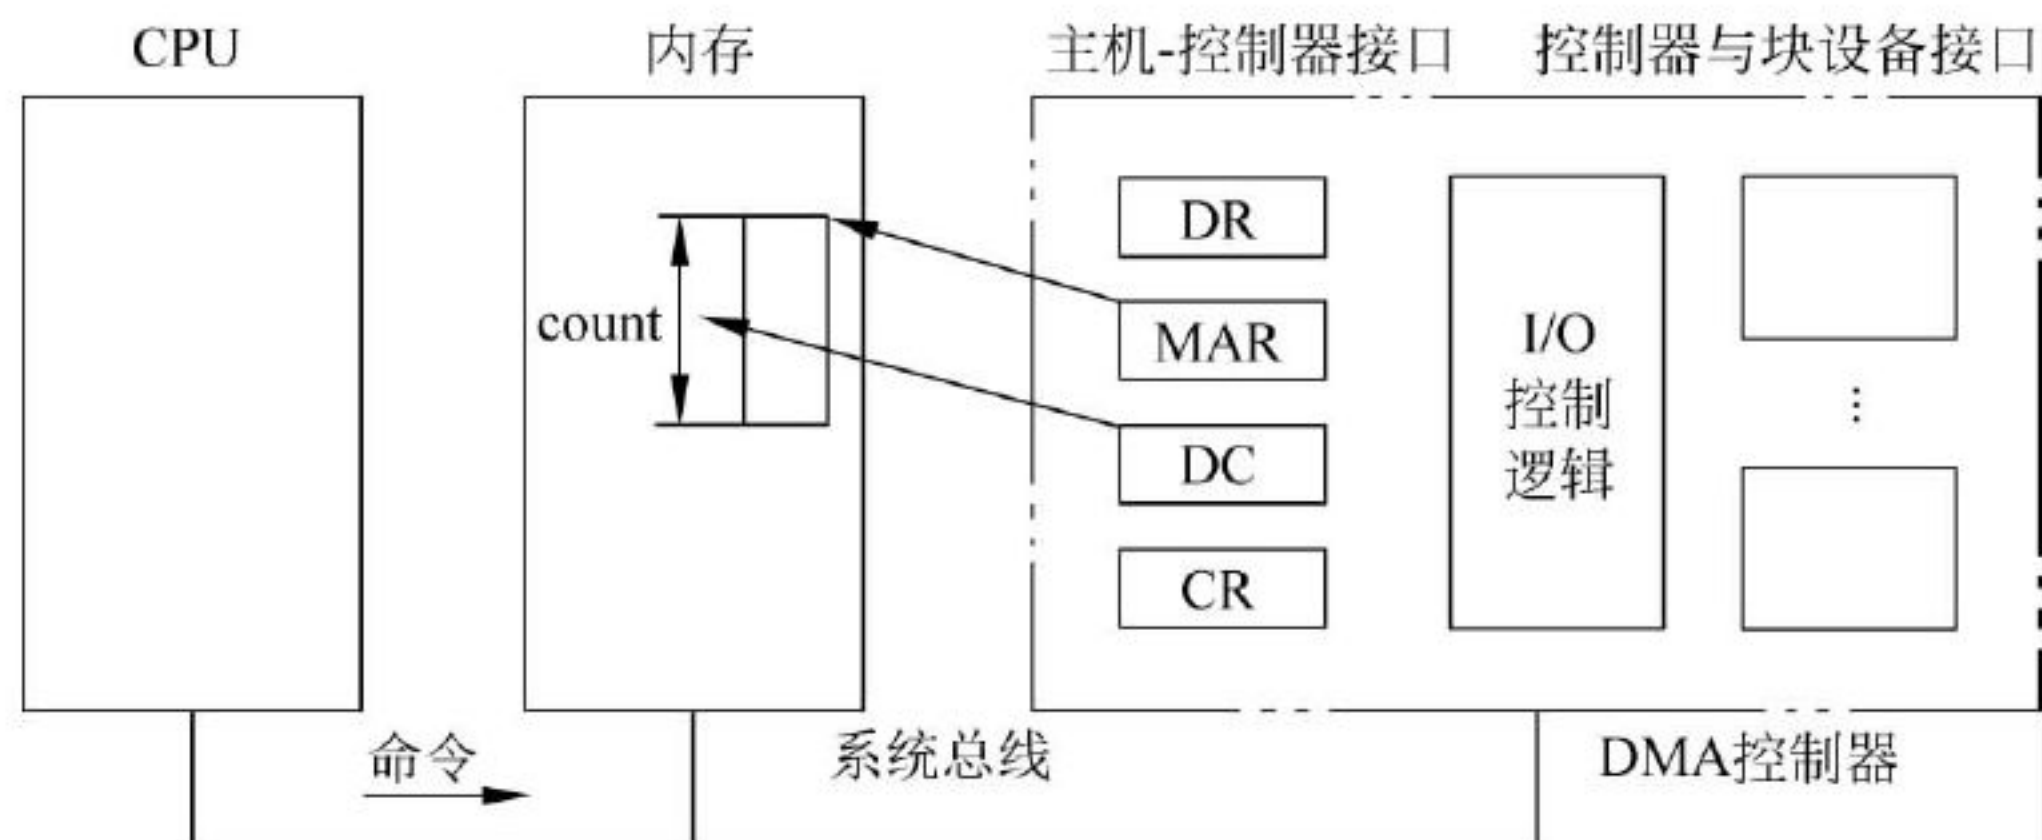 CPU
内存
主机-控制器接口
控制器与块设备接口
DR
MAR
DC
CR
count
I/O
控制
逻辑
⋮
命令
系统总线
DMA控制器